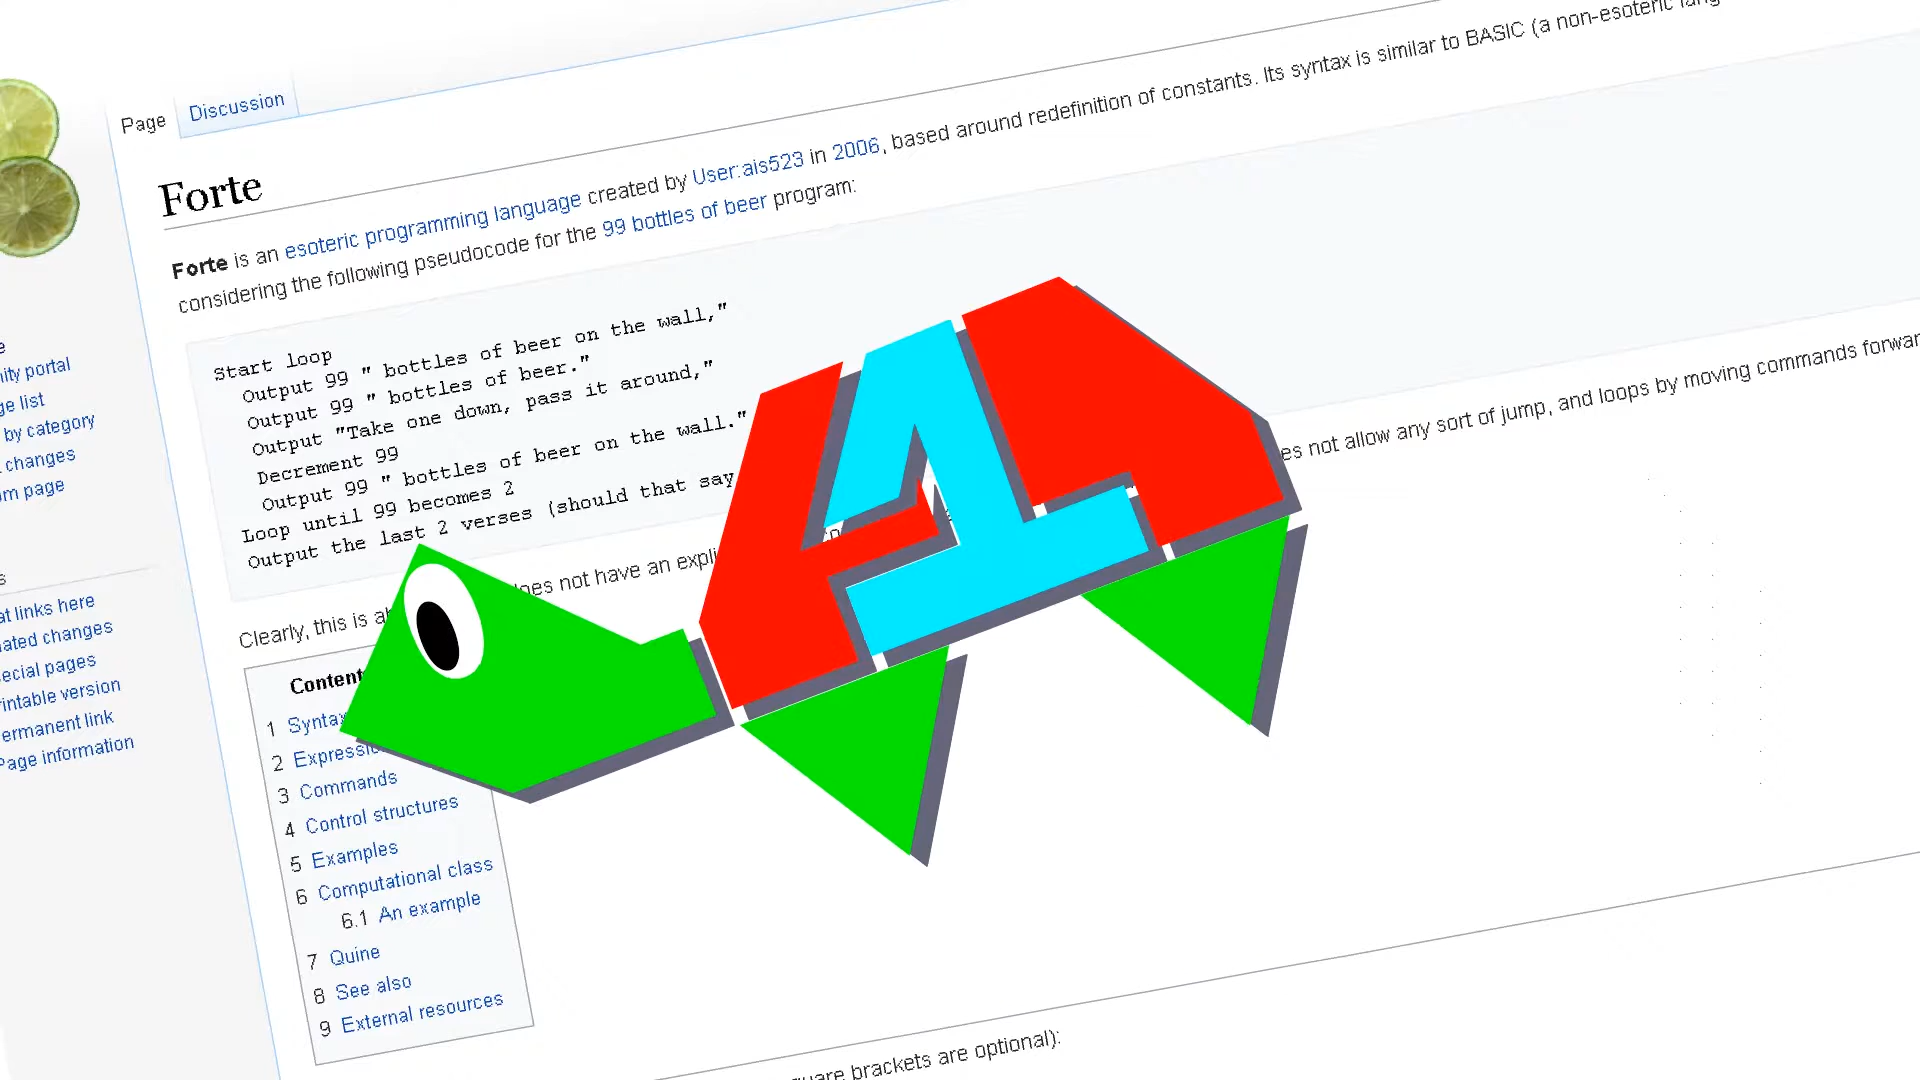 Page
Discussion
Forte
Forte is an esoteric programming language created by User:ais523 in 2006, based around redefinition of constants. Its syntax is similar to BASIC (a non-esoteric
considering the following pseudocode for the 99 bottles of beer program:
Start loop
Output 99 " bottles of beer on the wall,"
Output 99 " bottles of beer."
Output "Take one down, pass it around,"
Decrement 99
Output 99 " bottles of beer on the wall."
Loop until 99 becomes 2
Output the last 2 verses (should that say
Clearly, this is
oes not have an expli
es not allow any sort of jump, and loops by moving commands forwar
Content
1 Syntax
2 Expressi
3 Commands
4 Control structures
5 Examples
6 Computational class
6.1 An example
7 Quine
8 See also
9 External resources
uare brackets are optional):
e
nity portal
ge list
by category
changes
m page
s
at links here
ated changes
ecial pages
rintable version
ermanent link
Page information
1